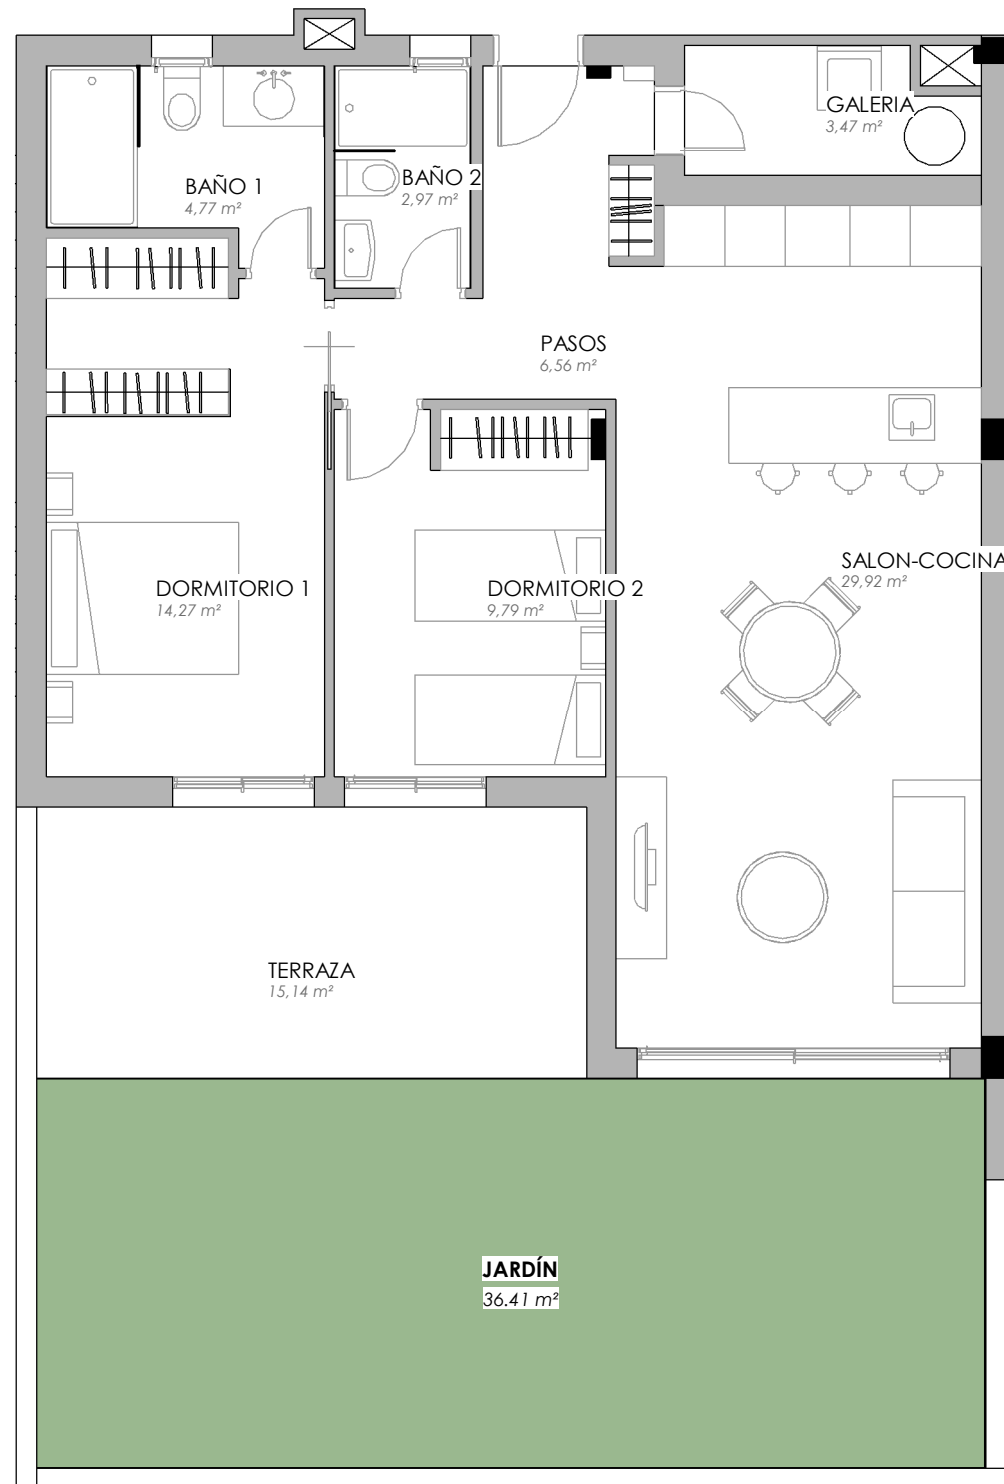 GALERIA
3,47 m²
BAÑO 1
4,77 m²
BAÑO 2
2,97 m²
PASOS
6,56 m²
SALON-COCINA
29,92 m²
DORMITORIO 1
14,27 m²
DORMITORIO 2
9,79 m²
TERRAZA
15,14 m²
JARDÍN
36.41 m²